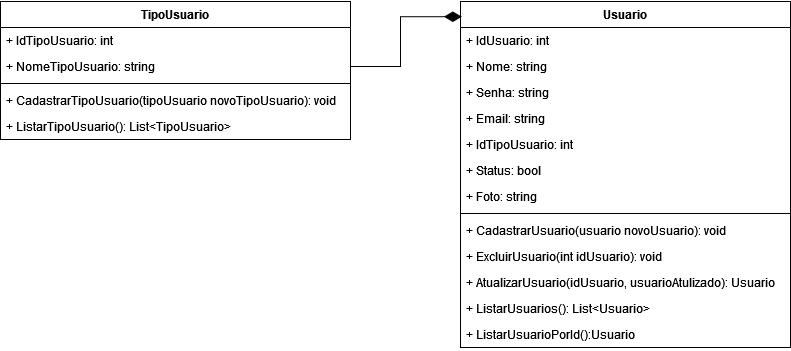 TipoUsuario
+ IdTipoUsuario: int
+ NomeTipoUsuario: string
+ CadastrarTipoUsuario(tipoUsuario novoTipoUsuario): void
+ ListarTipoUsuario(): List<TipoUsuario>
Usuario
+ IdUsuario: int
+ Nome: string
+ Senha: string
+ Email: string
+ IdTipoUsuario: int
+ Status: bool
+ Foto: string
+ CadastrarUsuario(usuario novoUsuario): void
+ ExcluirUsuario(int idUsuario): void
+ AtualizarUsuario(idUsuario, usuarioAtulizado): Usuario
+ ListarUsuarios(): List<Usuario>
+ ListarUsuarioPorId():Usuario